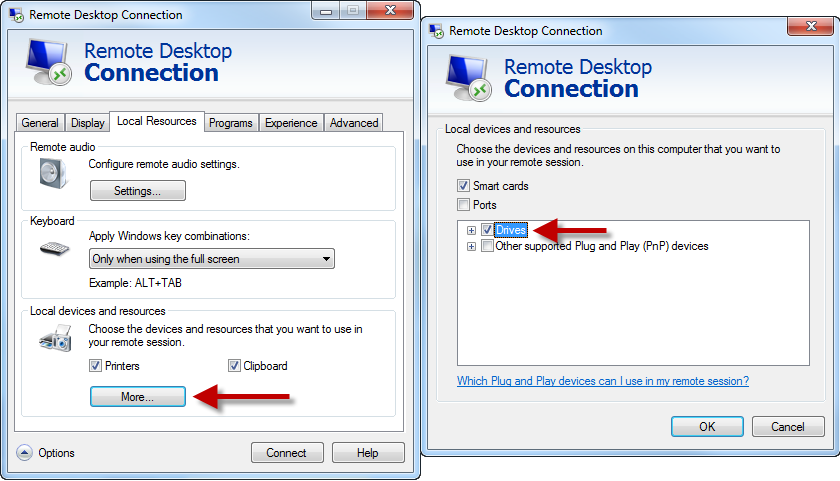 Remote Desktop Connection
Remote Desktop
Connection
General
Display
Local Resources
Programs
Experience
Advanced
Remote audio
Configure remote audio settings.
Settings...
Keyboard
Apply Windows key combinations:
Only when using the full screen
Example: ALT+TAB
Local devices and resources
Choose the devices and resources that you want to use in
your remote session.
Printers
Clipboard
More...
Options
Connect
Help
Remote Desktop Connection
Remote Desktop
Connection
Local devices and resources
Choose the devices and resources on this computer that you want to
use in your remote session.
Smart cards
Ports
Drives
Other supported Plug and Play (PnP) devices
Which Plug and Play devices can I use in my remote session?
OK
Cancel